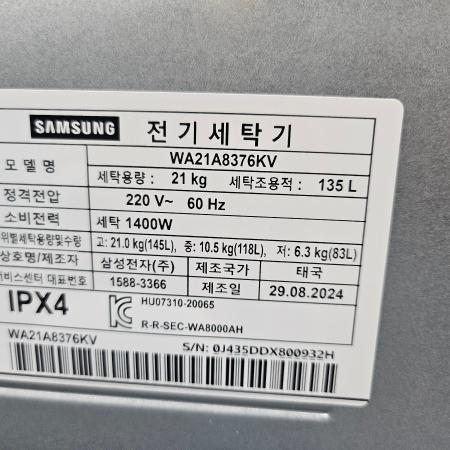 SAMSUNG 전기세탁기
모델명 WA21A8376KV
세탁용량 : 21 kg 세탁조용적 : 135 L
정격전압 220 V~ 60 Hz
소비전력 세탁 1400W
위별세탁용량및수량 고: 21.0 kg(145L), 중: 10.5 kg(118L), 저: 6.3 kg(83L)
상호명/제조자 삼성전자(주) 제조국가 태국
서비스센터 대표번호 1588-3366 제조일 29.08.2024
IPX4 HU07310-20065
R-R-SEC-WA8000AH
WA21A8376KV S/N: 0J435DDX800932H